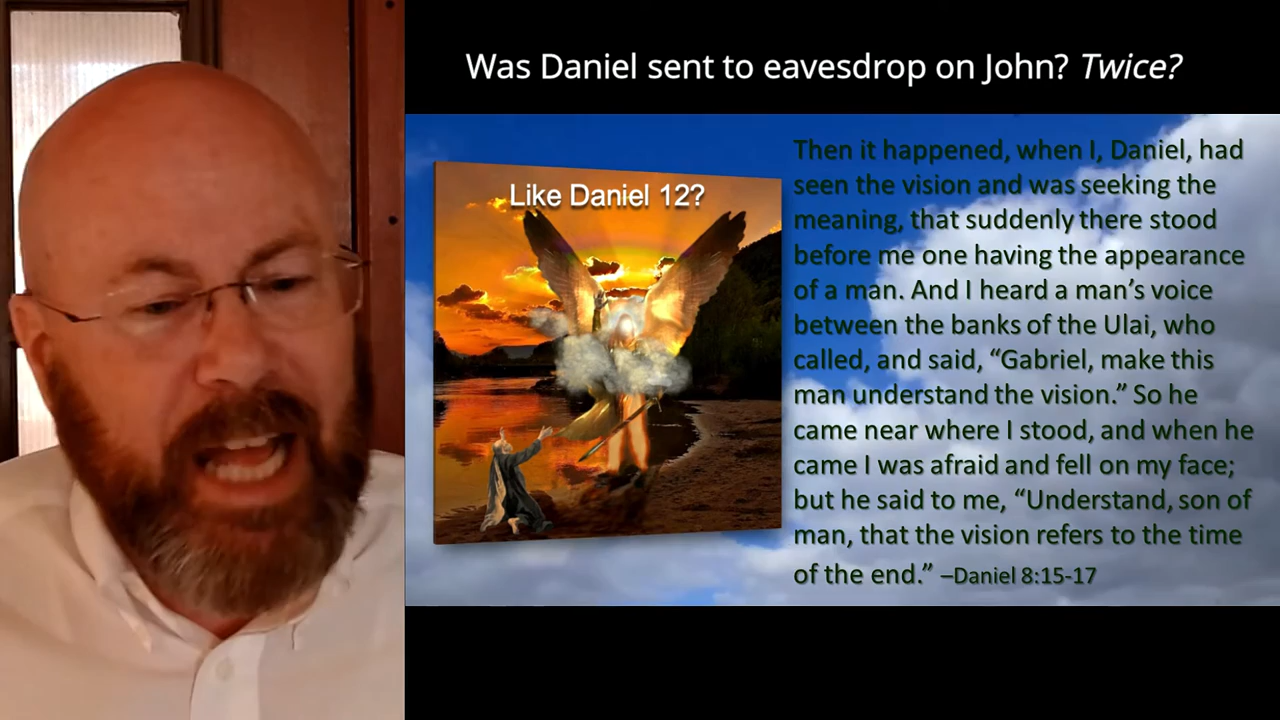 Was Daniel sent to eavesdrop on John? Twice?
Like Daniel 12?
Then it happened, when I, Daniel, had
seen the vision and was seeking the
meaning, that suddenly there stood
before me one having the appearance
of a man. And I heard a man’s voice
between the banks of the Ulai, who
called, and said, “Gabriel, make this
man understand the vision.” So he
came near where I stood, and when he
came I was afraid and fell on my face;
but he said to me, “Understand, son of
man, that the vision refers to the time
of the end.” –Daniel 8:15-17